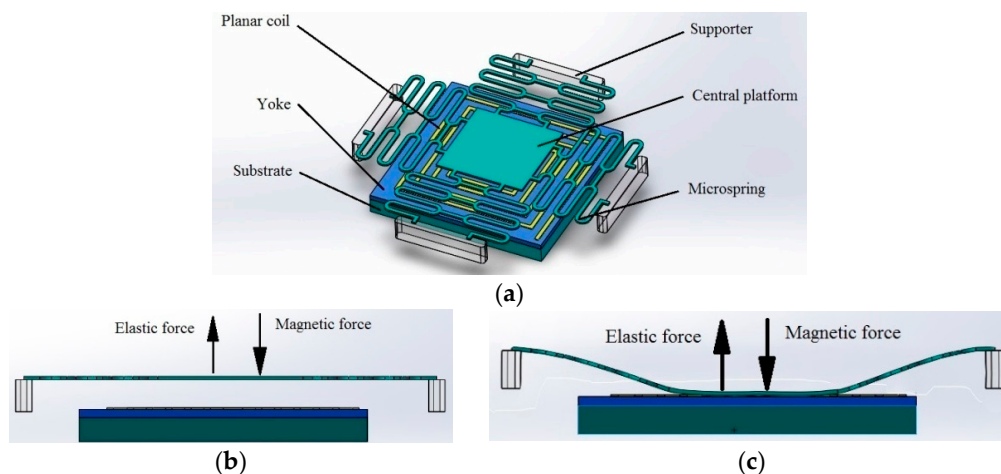 Planar coil
Supporter
Yoke
Central platform
Substrate
Microspring
(a)
Elastic force
Magnetic force
Elastic force
Magnetic force
(b)
(c)